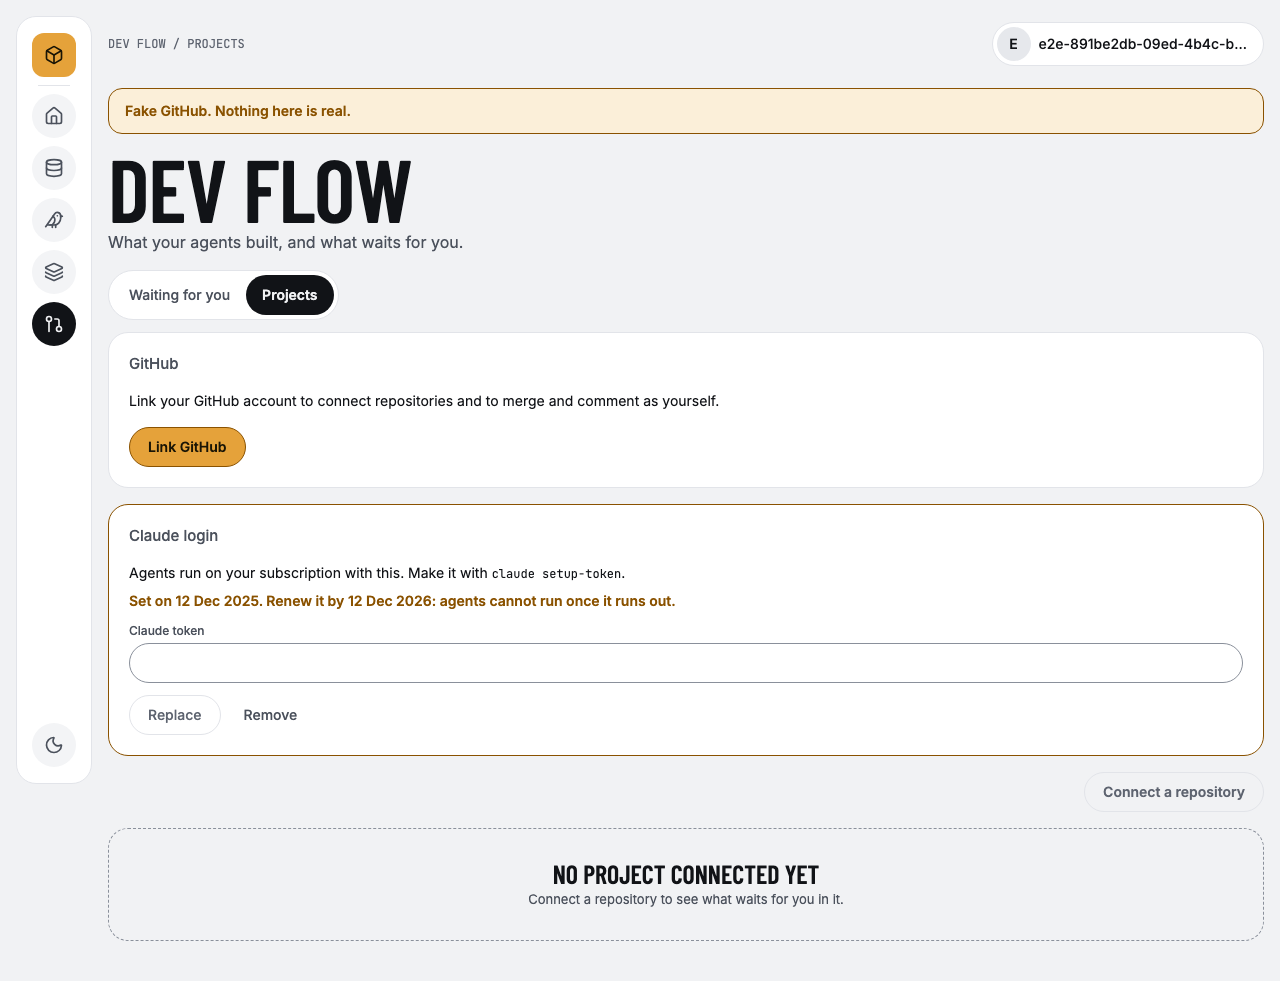 DEV FLOW / PROJECTS
E
e2e-891be2db-09ed-4b4c-b...
Fake GitHub. Nothing here is real.
DEV FLOW
What your agents built, and what waits for you.
Waiting for you
Projects
GitHub
Link your GitHub account to connect repositories and to merge and comment as yourself.
Link GitHub
Claude login
Agents run on your subscription with this. Make it with claude setup-token.
Set on 12 Dec 2025. Renew it by 12 Dec 2026: agents cannot run once it runs out.
Claude token
Replace
Remove
Connect a repository
NO PROJECT CONNECTED YET
Connect a repository to see what waits for you in it.